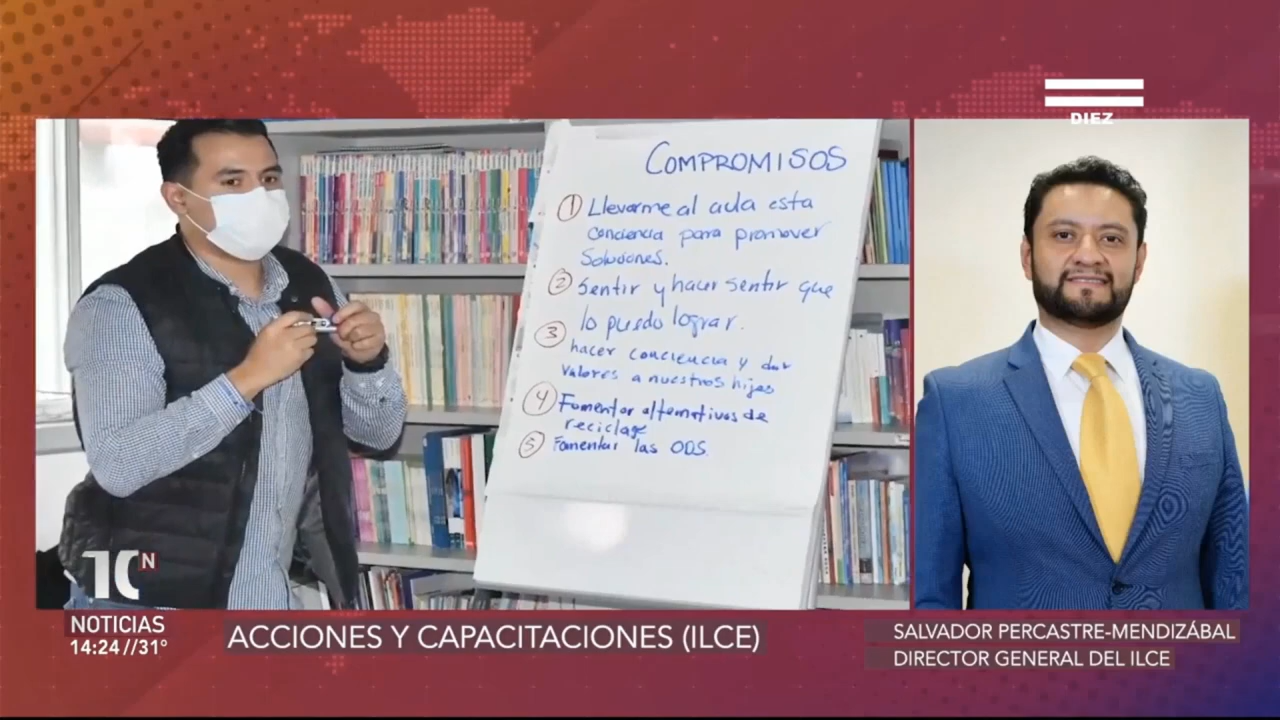 DIEZ
COMPROMISOS
1 Llevarme al aula esta
conciencia para promover
Soluciones.
2 Sentir y hacer sentir que
lo puedo lograr.
3 hacer conciencia y dar
valores a nuestros hijos
4 Fomentar alternativas de
reciclaje
5 Fomentar las ODS.
10 N
NOTICIAS
14:24//31°
ACCIONES Y CAPACITACIONES (ILCE)
SALVADOR PERCASTRE-MENDIZÁBAL
DIRECTOR GENERAL DEL ILCE